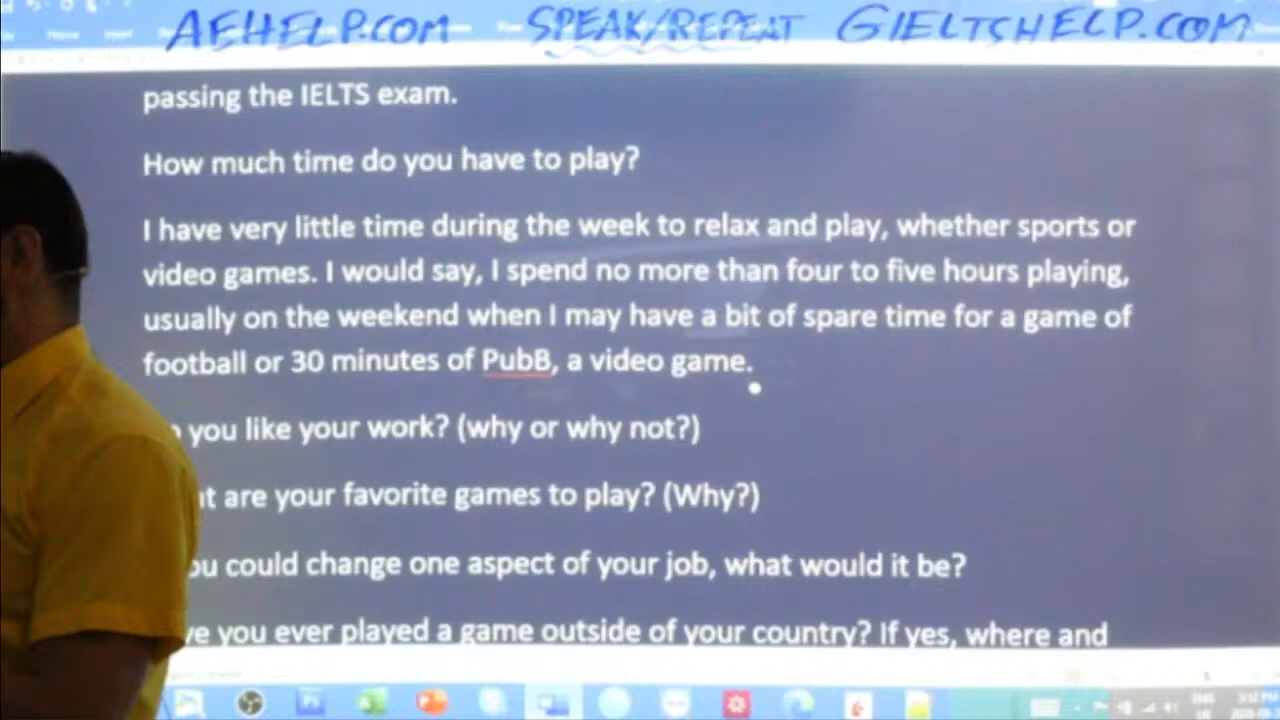 AEHELP.COM SPEAK/REPEAT GIELTSHELP.COM
passing the IELTS exam.
How much time do you have to play?
I have very little time during the week to relax and play, whether sports or
video games. I would say, I spend no more than four to five hours playing,
usually on the weekend when I may have a bit of spare time for a game of
football or 30 minutes of PubB, a video game.
you like your work? (why or why not?)
are your favorite games to play? (Why?)
could change one aspect of your job, what would it be?
you ever played a game outside of your country? If yes, where and